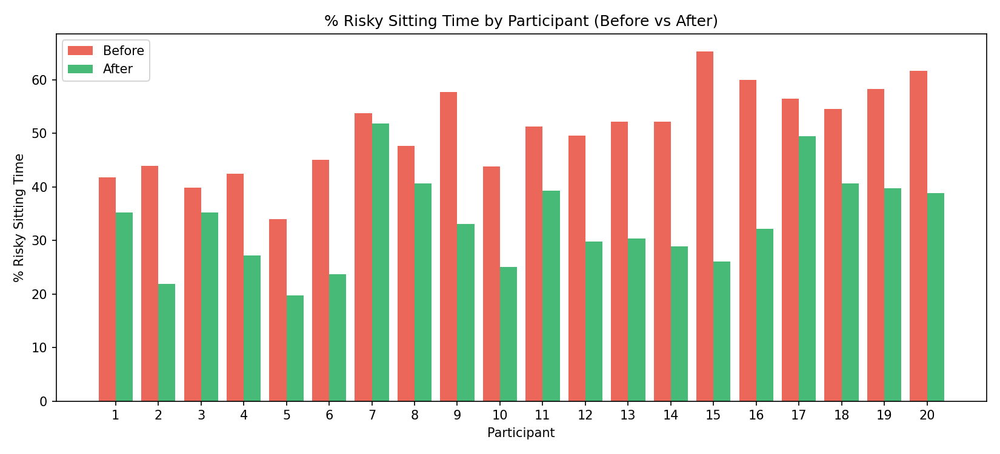 % Risky Sitting Time by Participant (Before vs After)
Before
After
% Risky Sitting Time
60
50
40
30
20
10
0
1 2 3 4 5 6 7 8 9 10 11 12 13 14 15 16 17 18 19 20
Participant